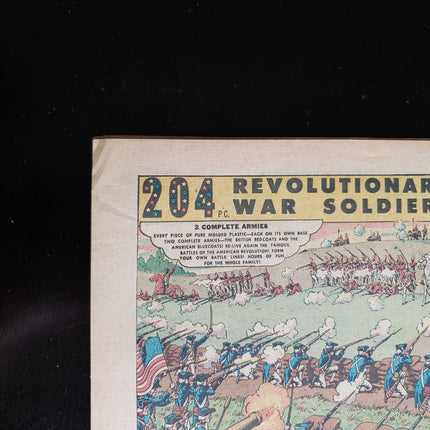 204 PC. REVOLUTIONAR
WAR SOLDIER
2 COMPLETE ARMIES
EVERY PIECE OF PURE MOLDED PLASTIC—EACH ON ITS OWN BASE
TWO COMPLETE ARMIES—THE BRITISH REDCOATS AND THE
AMERICAN BLUECOATS! RE-LIVE AGAIN THE FAMOUS
BATTLES OF THE AMERICAN REVOLUTION! FORM
YOUR OWN BATTLE LINES! HOURS OF FUN
FOR THE WHOLE FAMILY!